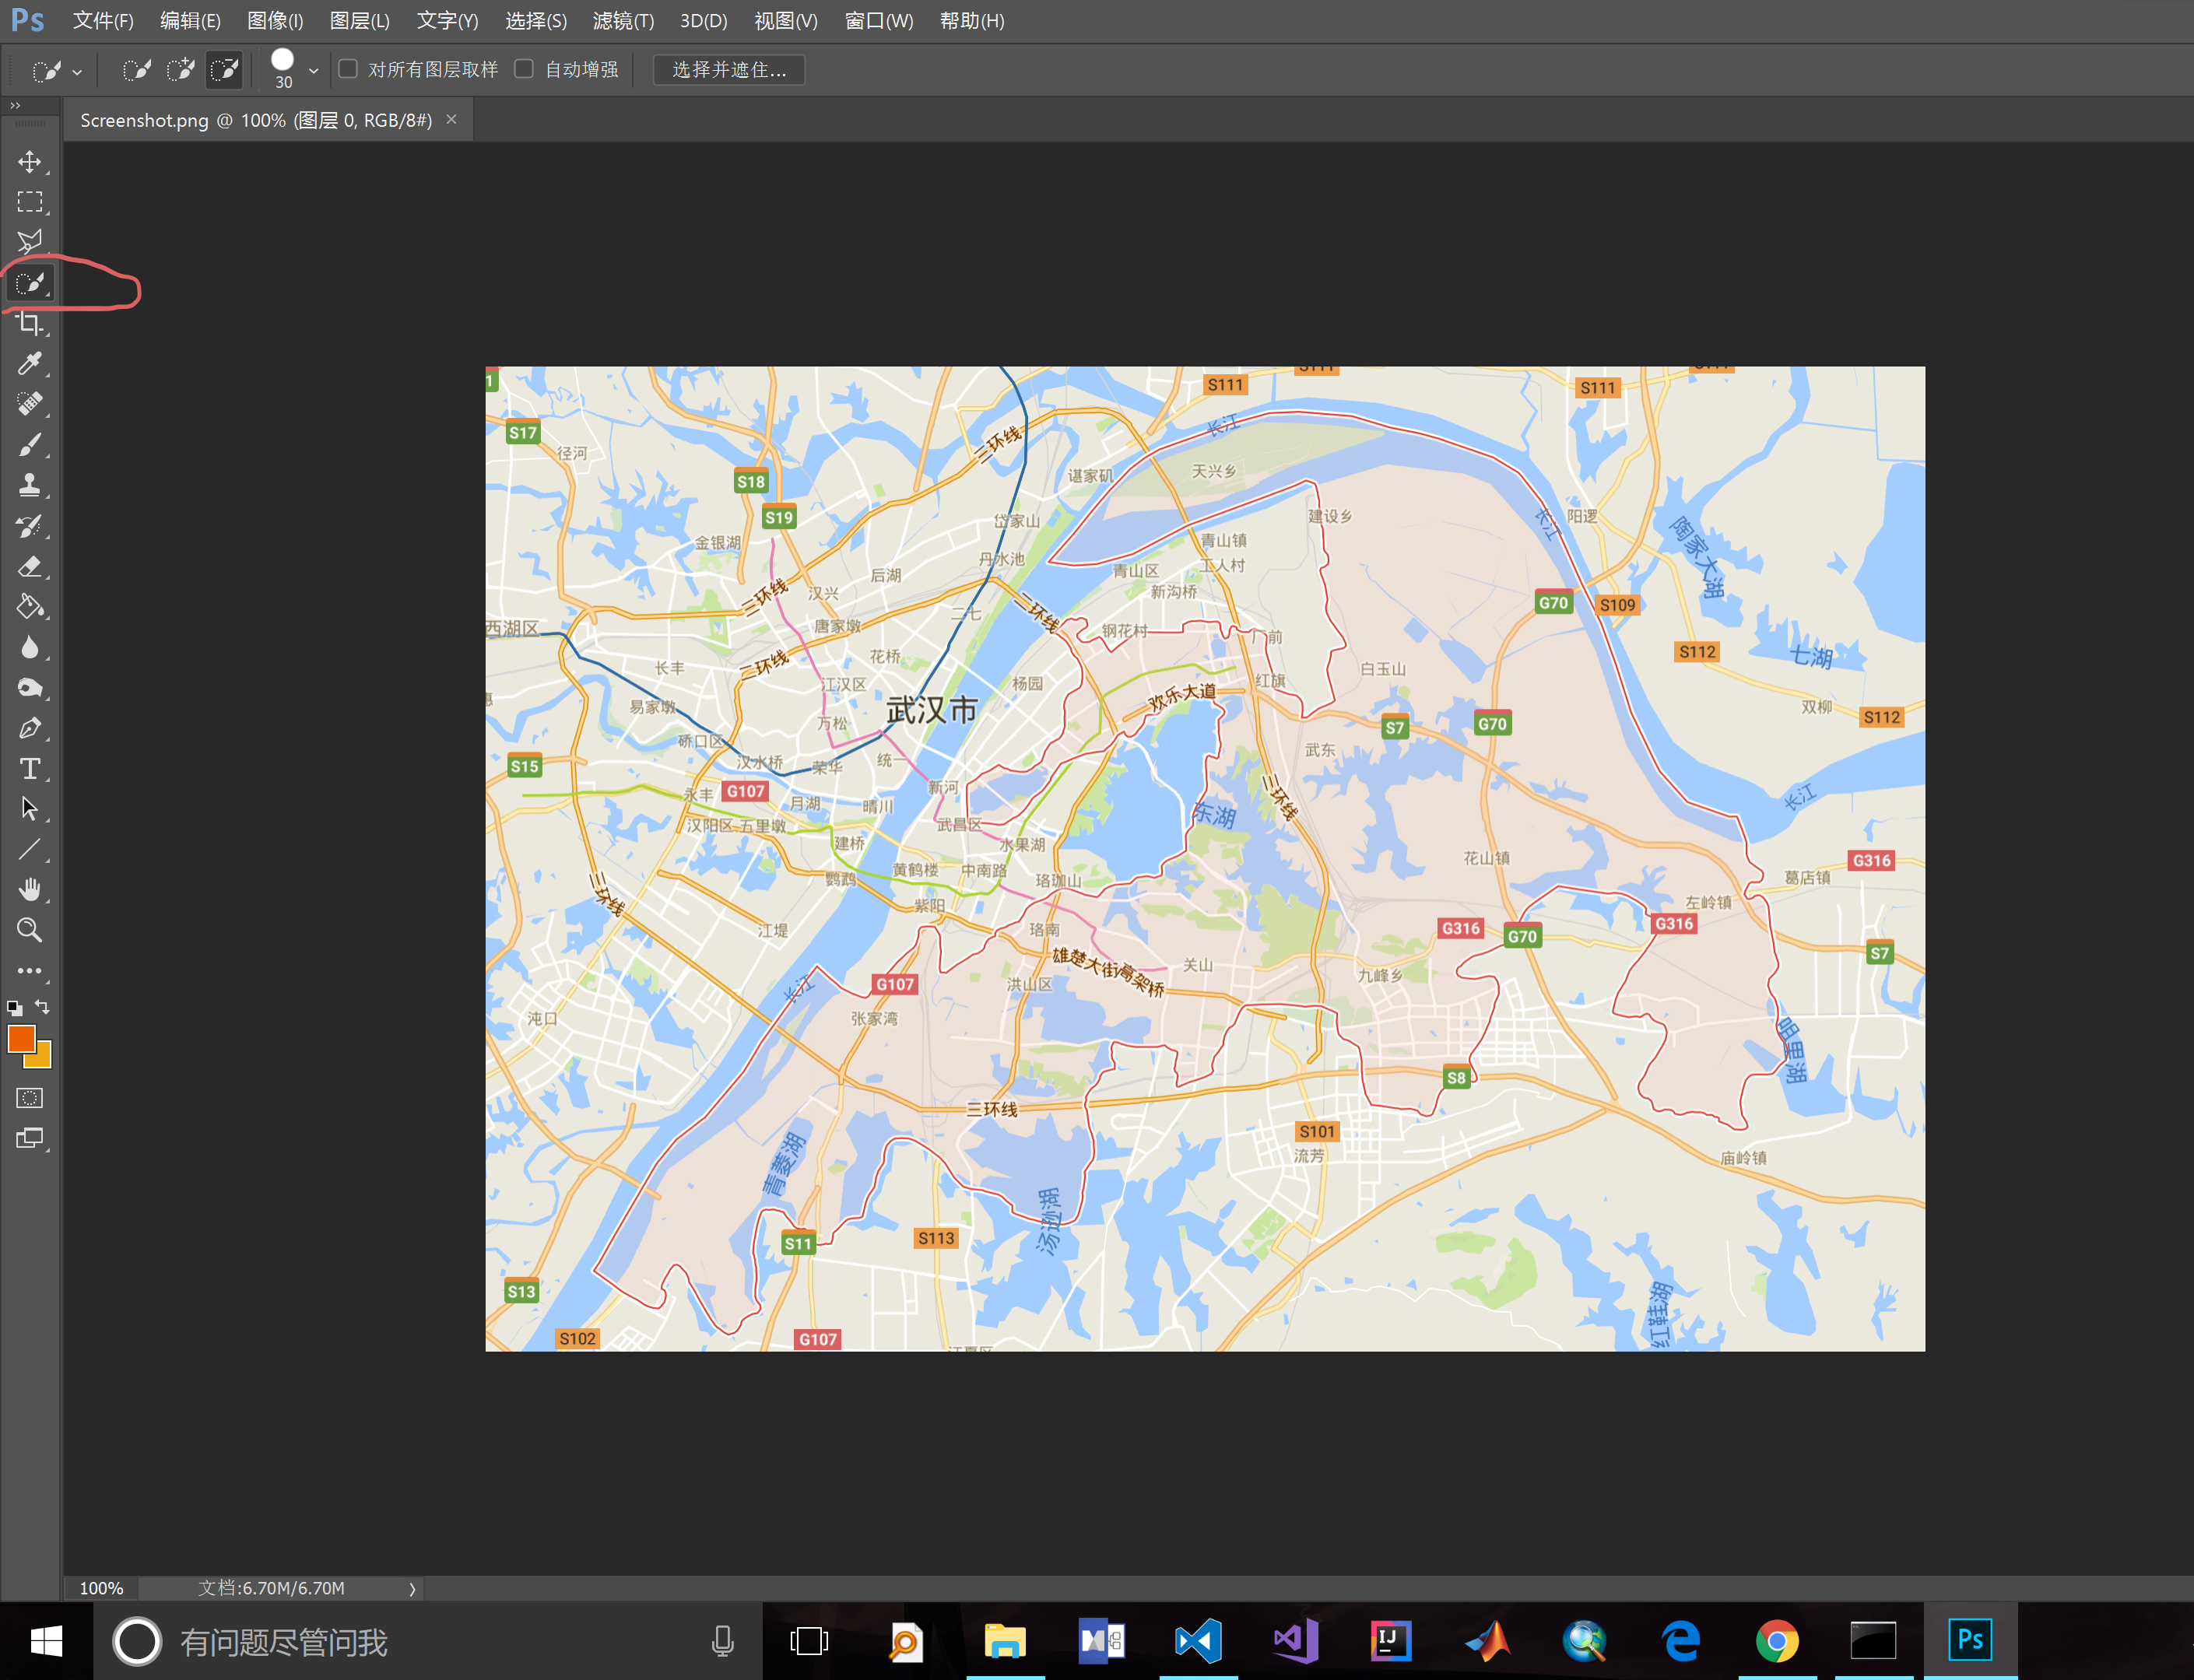 Ps 文件(F) 编辑(E) 图像(I) 图层(L) 文字(Y) 选择(S) 滤镜(T) 3D(D) 视图(V) 窗口(W) 帮助(H)
30 对所有图层取样 自动增强 选择并遮住...
Screenshot.png @ 100% (图层 0, RGB/8#) ×
1
S111
S111
S111
S17
径河
三环线
长江
谌家矶
天兴乡
S18
S19
岱家山
建设乡
长江
阳逻
陶家大湖
金银湖
丹水池
青山镇
工人村
后湖
青山区
新沟桥
三环线
汉兴
二七
二环线
G70
S109
西湖区
唐家墩
钢花村
厂前
花桥
二环线
长丰
江汉区
杨园
红旗
白玉山
S112
七湖
欢乐大道
易家墩
武汉市
万松
双柳
S112
硚口区
S7
G70
武东
S15
汉水桥
荣华
统一
新河
三环线
永丰
G107
月湖
晴川
东湖
长江
汉阳区
五里墩
武昌区
建桥
水果湖
花山镇
G316
鹦鹉
黄鹤楼
中南路
珞珈山
葛店镇
三环线
紫阳
左岭镇
江堤
珞南
G316
G70
G316
S7
雄楚大街高架桥
关山
九峰乡
长江
G107
洪山区
沌口
张家湾
S8
三环线
S101
流芳
庙岭镇
青菱湖
汤逊湖
S11
S113
S13
S102
G107
江夏区
100% 文档:6.70M/6.70M
有问题尽管问我
IJ
Ps